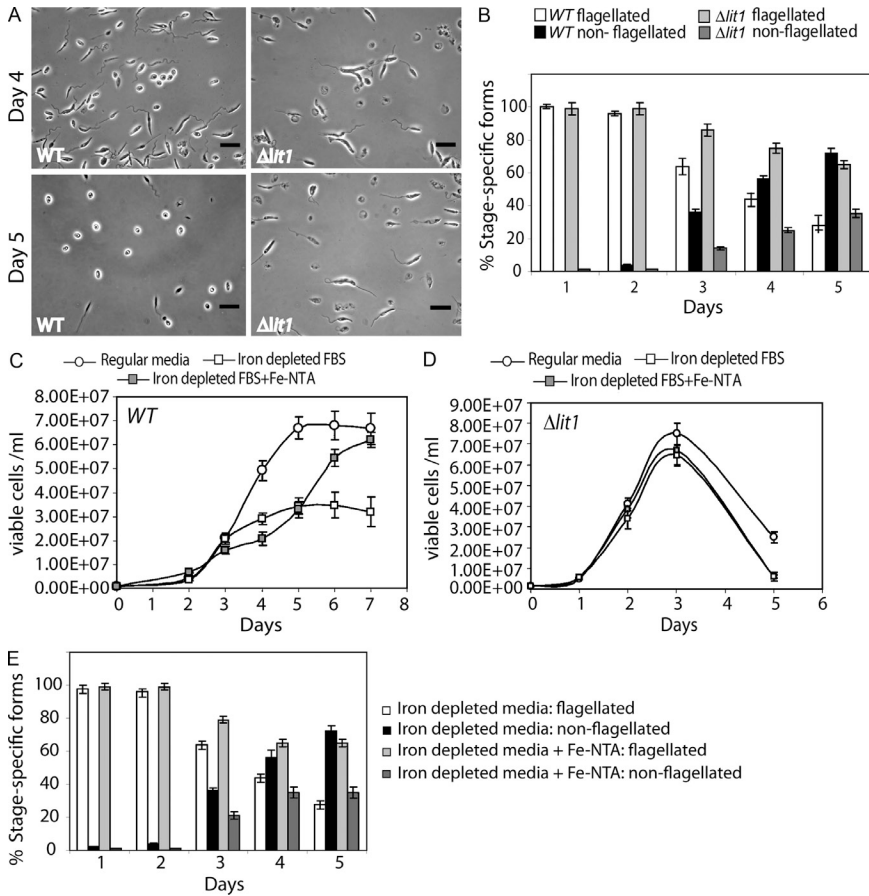 A
Day 4
WT
Δlit1
Day 5
WT
Δlit1
B
WT flagellated
Δlit1 flagellated
WT non- flagellated
Δlit1 non-flagellated
% Stage-specific forms
100
80
60
40
20
0
1 2 3 4 5
Days
C
Regular media
Iron depleted FBS
Iron depleted FBS+Fe-NTA
WT
viable cells /ml
8.00E+07
7.00E+07
6.00E+07
5.00E+07
4.00E+07
3.00E+07
2.00E+07
1.00E+07
0.00E+00
0 1 2 3 4 5 6 7 8
Days
D
Regular media
Iron depleted FBS
Iron depleted FBS+Fe-NTA
Δlit1
viable cells /ml
9.00E+07
8.00E+07
7.00E+07
6.00E+07
5.00E+07
4.00E+07
3.00E+07
2.00E+07
1.00E+07
0.00E+00
0 1 2 3 4 5 6
Days
E
% Stage-specific forms
100
80
60
40
20
0
1 2 3 4 5
Days
Iron depleted media: flagellated
Iron depleted media: non-flagellated
Iron depleted media + Fe-NTA: flagellated
Iron depleted media + Fe-NTA: non-flagellated